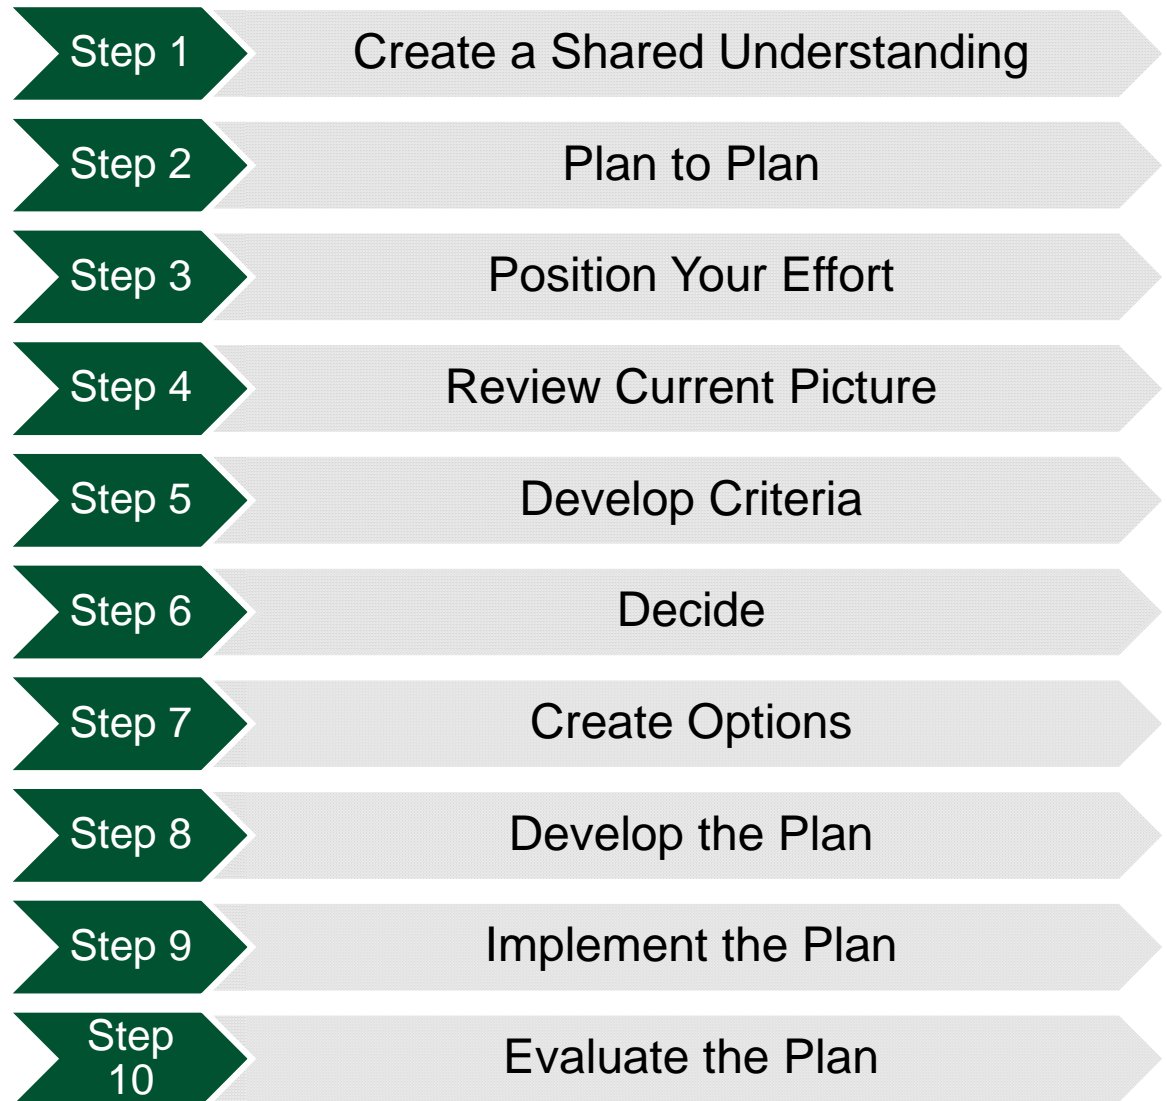 Step 1
Create a Shared Understanding
Step 2
Plan to Plan
Step 3
Position Your Effort
Step 4
Review Current Picture
Step 5
Develop Criteria
Step 6
Decide
Step 7
Create Options
Step 8
Develop the Plan
Step 9
Implement the Plan
Step
10
Evaluate the Plan